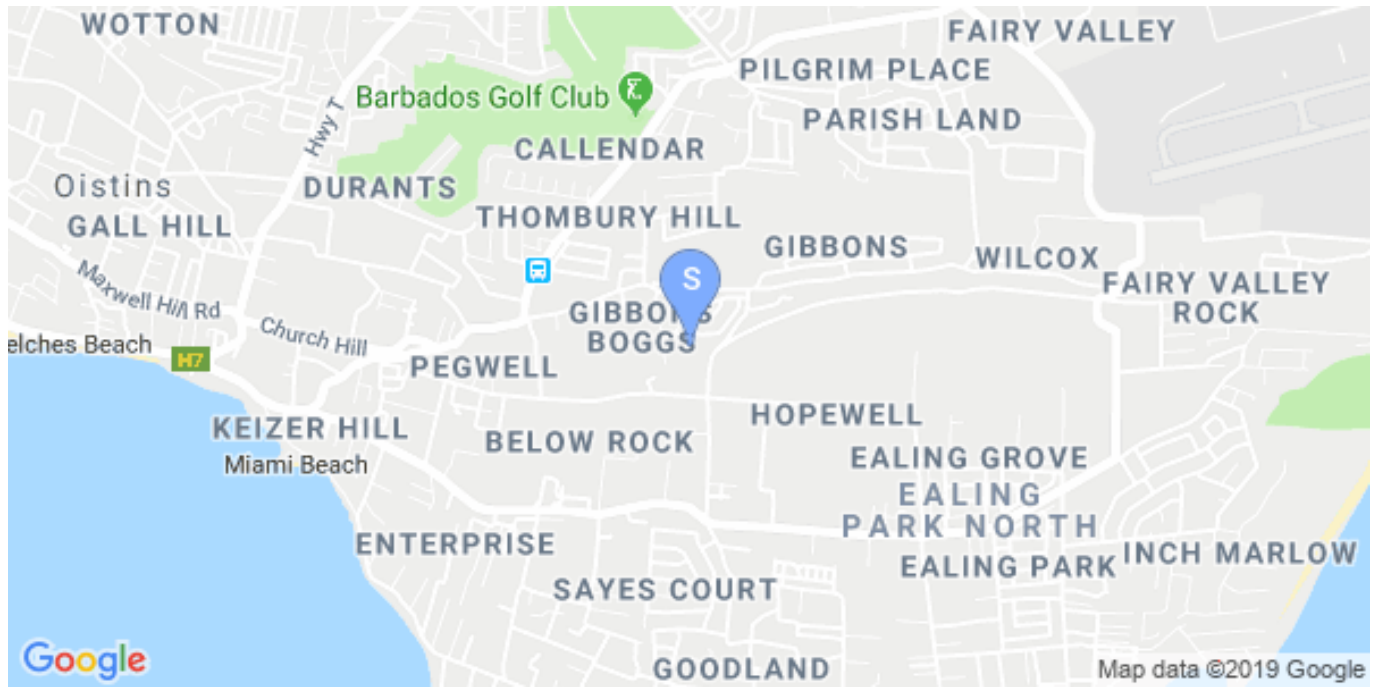 WOTTON
FAIRY VALLEY
PILGRIM PLACE
Barbados Golf Club
PARISH LAND
Hwy T
CALLENDAR
Oistins
DURANTS
GALL HILL
THOMBURY HILL
GIBBONS
WILCOX
S
Maxwell Hill Rd
FAIRY VALLEY
ROCK
GIBBONS
BOGGS
Church Hill
elches Beach
H7
PEGWELL
HOPEWELL
KEIZER HILL
BELOW ROCK
Miami Beach
EALING GROVE
EALING
PARK NORTH
ENTERPRISE
INCH MARLOW
EALING PARK
SAYES COURT
Google
GOODLAND
Map data ©2019 Google